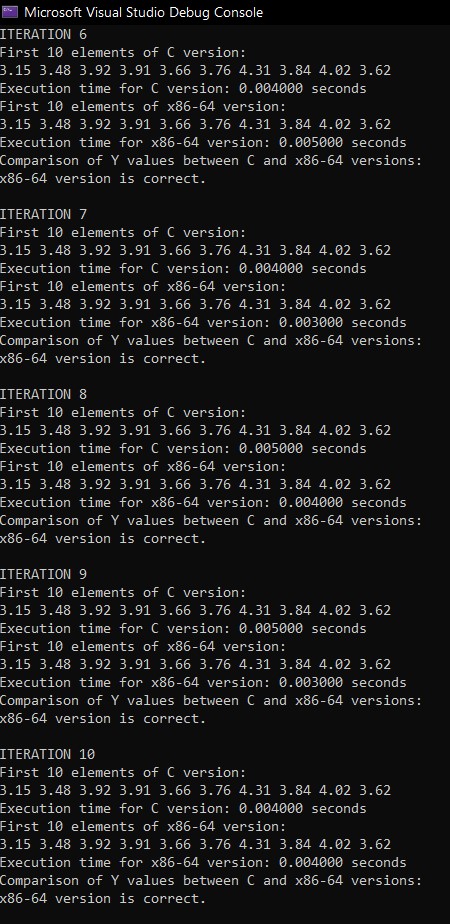 Microsoft Visual Studio Debug Console
ITERATION 6
First 10 elements of C version:
3.15 3.48 3.92 3.91 3.66 3.76 4.31 3.84 4.02 3.62
Execution time for C version: 0.004000 seconds
First 10 elements of x86-64 version:
3.15 3.48 3.92 3.91 3.66 3.76 4.31 3.84 4.02 3.62
Execution time for x86-64 version: 0.005000 seconds
Comparison of Y values between C and x86-64 versions:
x86-64 version is correct.

ITERATION 7
First 10 elements of C version:
3.15 3.48 3.92 3.91 3.66 3.76 4.31 3.84 4.02 3.62
Execution time for C version: 0.004000 seconds
First 10 elements of x86-64 version:
3.15 3.48 3.92 3.91 3.66 3.76 4.31 3.84 4.02 3.62
Execution time for x86-64 version: 0.003000 seconds
Comparison of Y values between C and x86-64 versions:
x86-64 version is correct.

ITERATION 8
First 10 elements of C version:
3.15 3.48 3.92 3.91 3.66 3.76 4.31 3.84 4.02 3.62
Execution time for C version: 0.005000 seconds
First 10 elements of x86-64 version:
3.15 3.48 3.92 3.91 3.66 3.76 4.31 3.84 4.02 3.62
Execution time for x86-64 version: 0.004000 seconds
Comparison of Y values between C and x86-64 versions:
x86-64 version is correct.

ITERATION 9
First 10 elements of C version:
3.15 3.48 3.92 3.91 3.66 3.76 4.31 3.84 4.02 3.62
Execution time for C version: 0.005000 seconds
First 10 elements of x86-64 version:
3.15 3.48 3.92 3.91 3.66 3.76 4.31 3.84 4.02 3.62
Execution time for x86-64 version: 0.003000 seconds
Comparison of Y values between C and x86-64 versions:
x86-64 version is correct.

ITERATION 10
First 10 elements of C version:
3.15 3.48 3.92 3.91 3.66 3.76 4.31 3.84 4.02 3.62
Execution time for C version: 0.004000 seconds
First 10 elements of x86-64 version:
3.15 3.48 3.92 3.91 3.66 3.76 4.31 3.84 4.02 3.62
Execution time for x86-64 version: 0.004000 seconds
Comparison of Y values between C and x86-64 versions:
x86-64 version is correct.